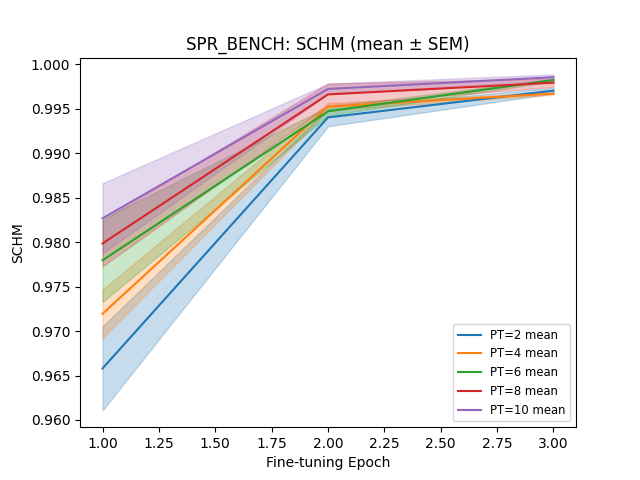 SPR_BENCH: SCHM (mean ± SEM)
SCHM
1.000
0.995
0.990
0.985
0.980
0.975
0.970
0.965
0.960
PT=2 mean
PT=4 mean
PT=6 mean
PT=8 mean
PT=10 mean
1.00 1.25 1.50 1.75 2.00 2.25 2.50 2.75 3.00
Fine-tuning Epoch